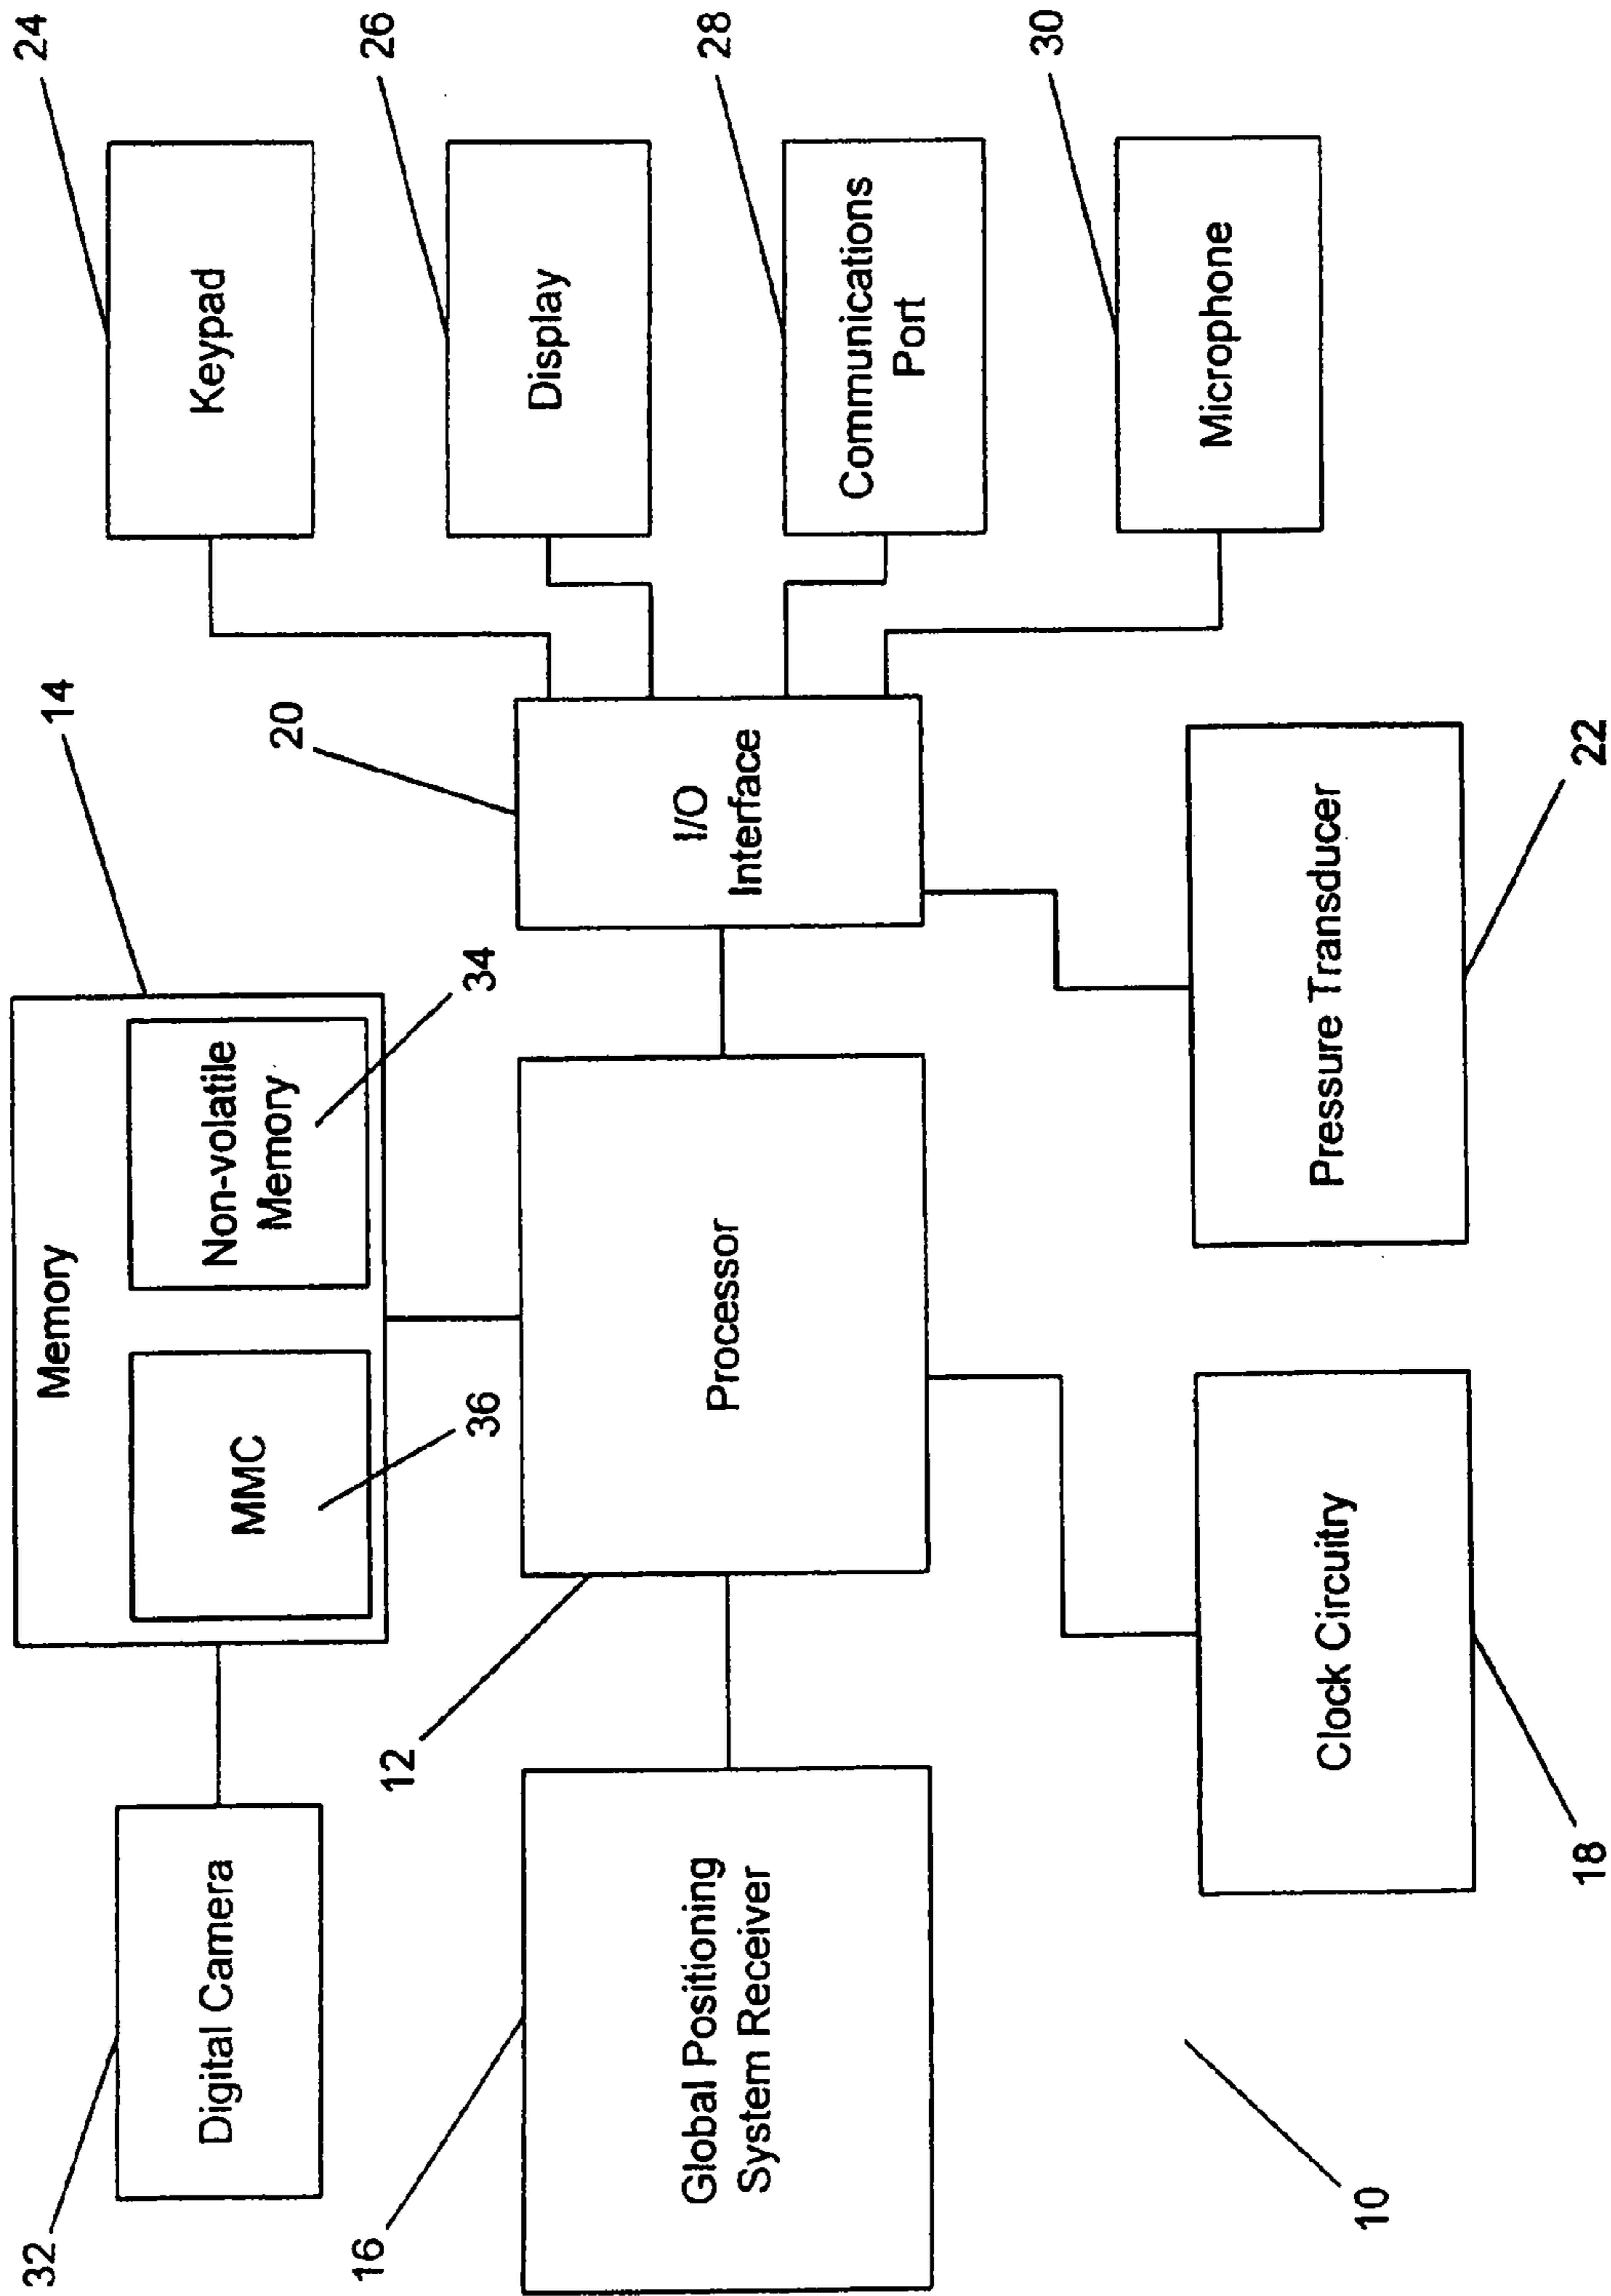 32
Digital Camera
Memory
14
MMC
Non-volatile
Memory
36
34
24
Keypad
16
Global Positioning
System Receiver
12
Processor
20
I/O
Interface
26
Display
28
Communications
Port
10
18
Clock Circuitry
Pressure Transducer
22
30
Microphone